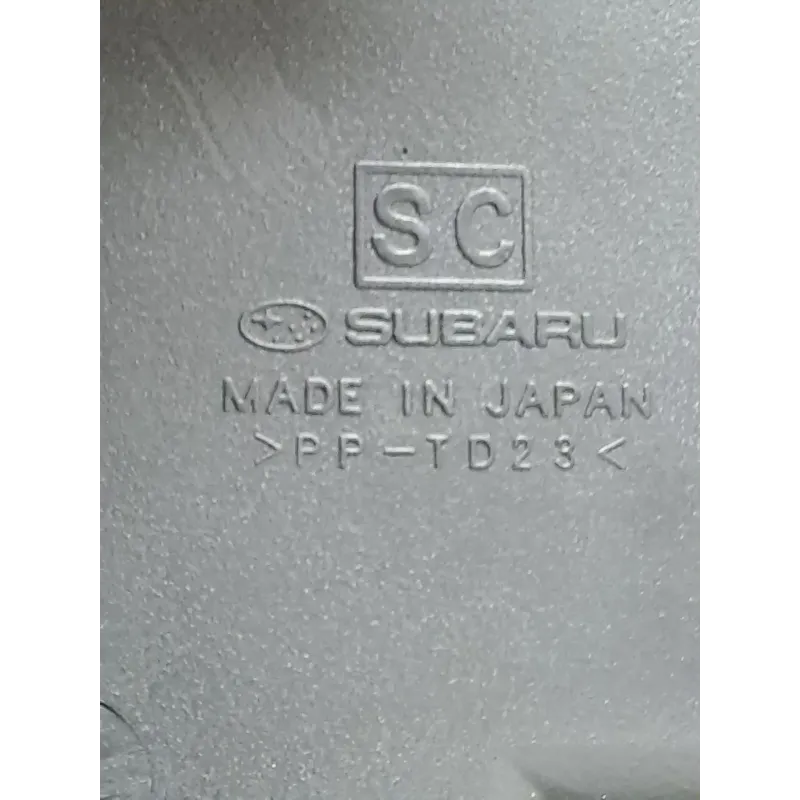 SC
SUBARU
MADE IN JAPAN
>PP-TD23<